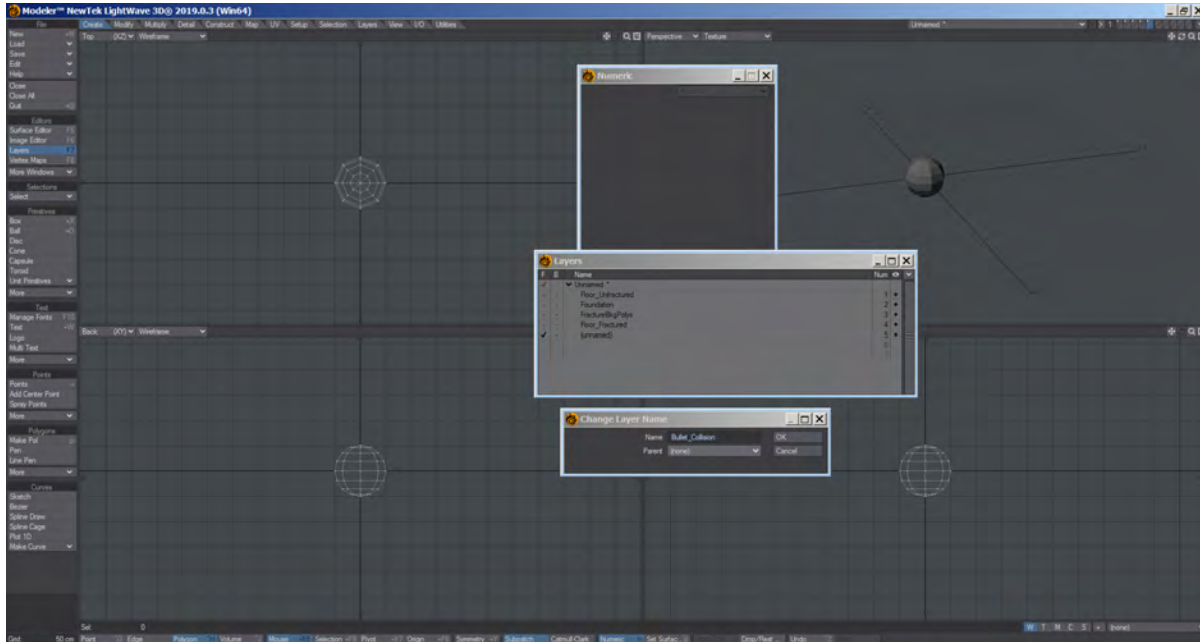 Modeler™ NewTek LightWave 3D® 2019.0.3 (Win64)
File
Create Modify Multiply Detail Construct Map UV Setup Selection Layers View I/O Utilities
Unnamed *
New +N
Load
Save
Edit
Help
Close
Close All
Quit +Q
Top (XZ) Wireframe
Perspective Texture
Editors
Surface Editor F5
Image Editor F6
Layers F7
Vertex Maps F8
More Windows
Selections
Select
Primitives
Box +X
Ball +O
Disc
Cone
Capsule
Toroid
Unit Primitives
More
Text
Manage Fonts F10
Text +W
Logo
Multi Text
More
Points
Points +
Add Center Point
Spray Points
More
Polygons
Make Pol p
Pen
Line Pen
More
Curves
Sketch
Bezier
Spline Draw
Spline Cage
Plot 1D
Make Curve
Numeric
Layers
F B Name Num
Unnamed *
Floor_Unfractured 1
Foundation 2
FractureBkgPolys 3
Floor_Fractured 4
(unnamed) 5
Change Layer Name
Name Bullet_Collision OK
Parent (none) Cancel
Back (XY) Wireframe
Sel 0
W T M C S (none)
Grid 50 cm Point Edge Polygon Volume Mouse Selection Pivot Origin Symmetry Subpatch Catmull-Clark Numeric Set Surfac... Drop/Rest... Undo